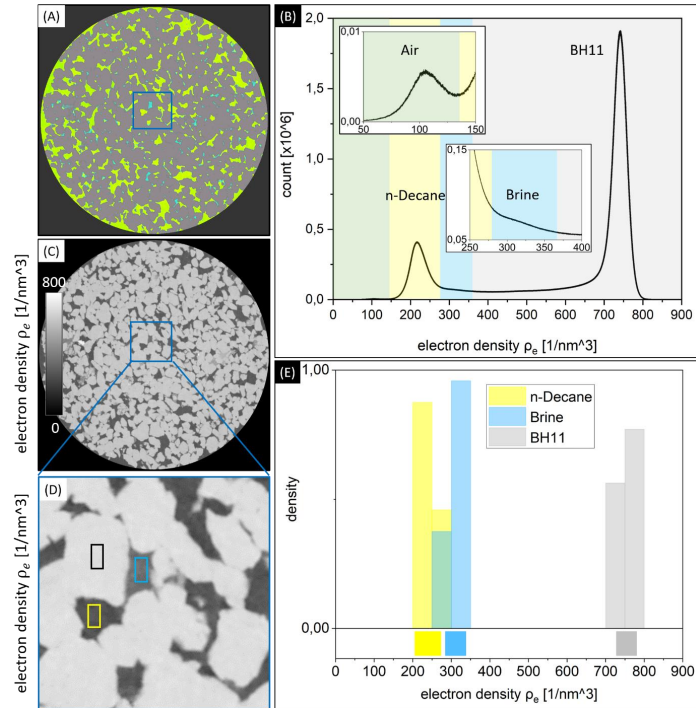 (A)
(B)
2,0
1,5
1,0
0,5
0,0
count [x10^6]
0,01
Air
0,00
50
100
150
BH11
n-Decane
0,15
Brine
0,05
250
300
350
400
0
100
200
300
400
500
600
700
800
900
electron density ρₑ [1/nm^3]
(C)
800
0
electron density ρₑ [1/nm^3]
(D)
electron density ρₑ [1/nm^3]
(E)
1,00
n-Decane
Brine
BH11
density
0,00
0
100
200
300
400
500
600
700
800
900
electron density ρₑ [1/nm^3]